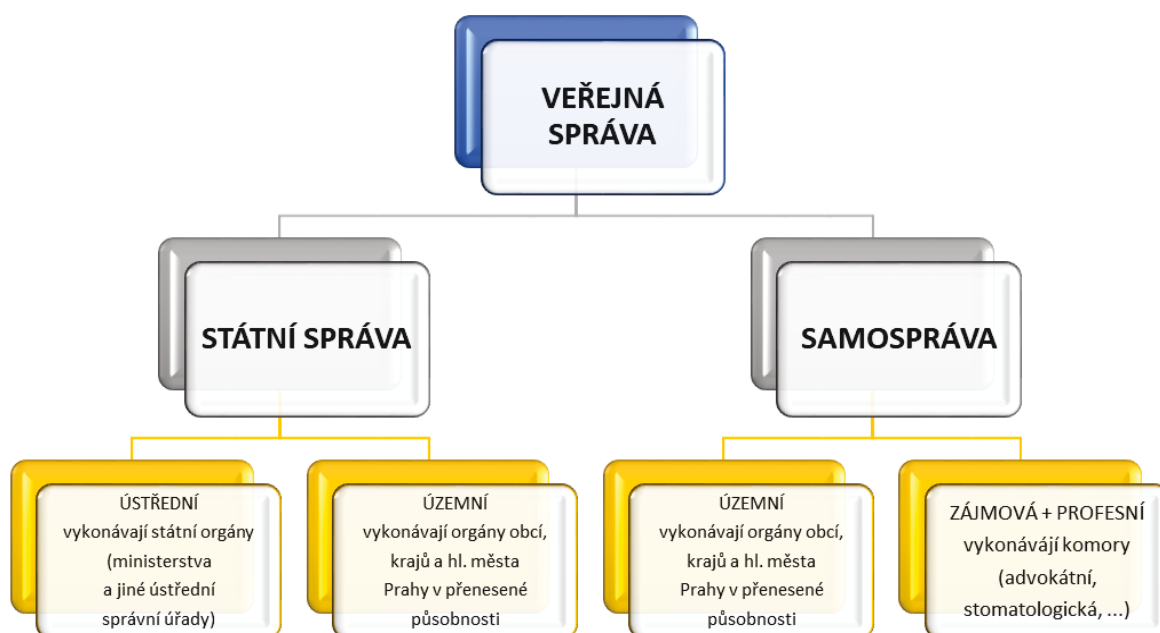 VEŘEJNÁ
SPRÁVA
STÁTNÍ SPRÁVA
SAMOSPRÁVA
ÚSTŘEDNÍ
vykonávají státní orgány
(ministerstva
a jiné ústřední
správní úřady)
ÚZEMNÍ
vykonávají orgány obcí,
krajů a hl. města
Prahy v přenesené
působnosti
ÚZEMNÍ
vykonávají orgány obcí,
krajů a hl. města
Prahy v přenesené
působnosti
ZÁJMOVÁ + PROFESNÍ
vykonávájí komory
(advokátní,
stomatologická, ...)